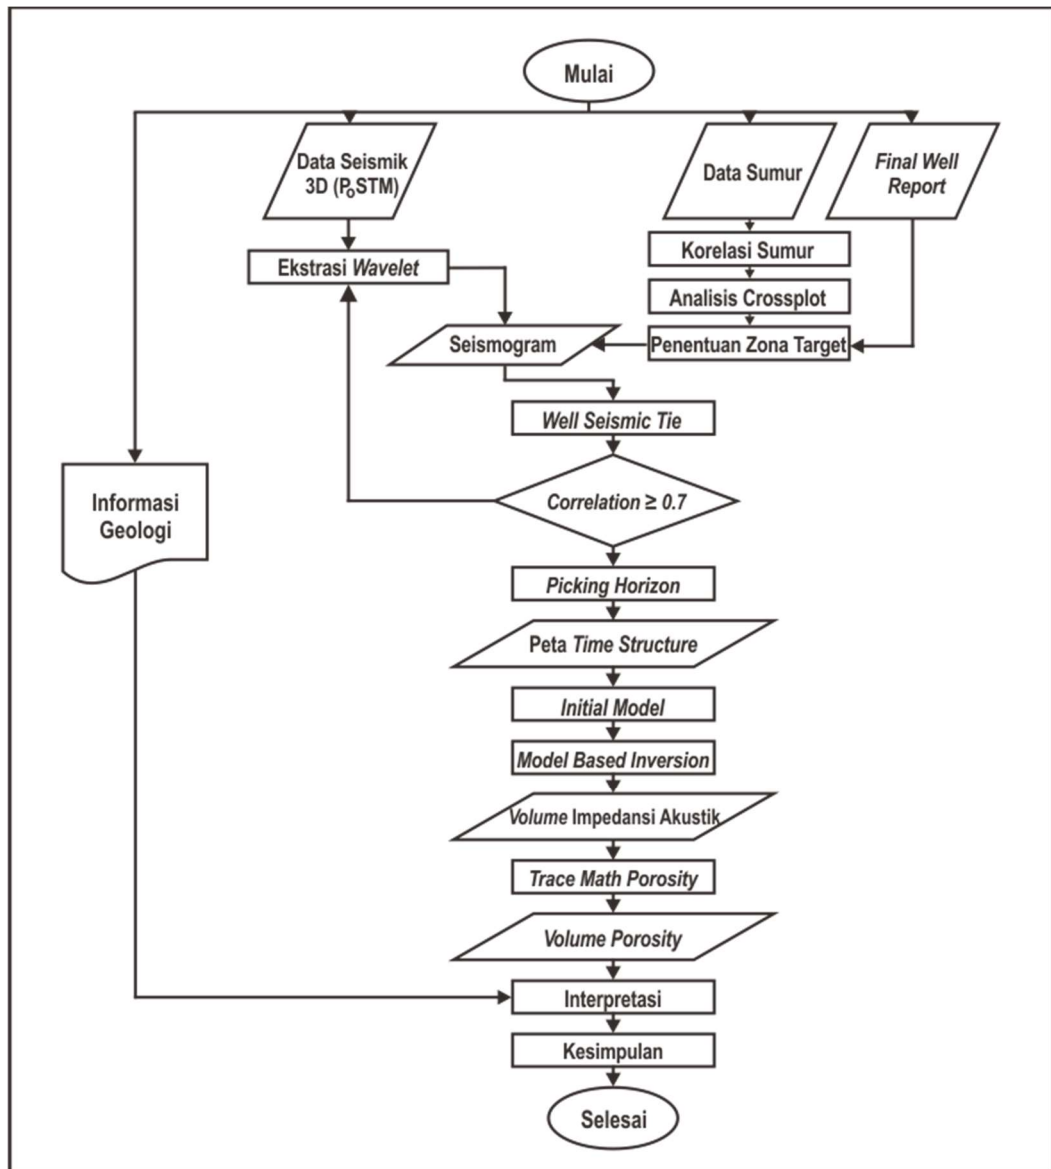 Mulai
Data Seismik
3D (PoSTM)
Data Sumur
Final Well
Report
Ekstrasi Wavelet
Korelasi Sumur
Analisis Crossplot
Seismogram
Penentuan Zona Target
Well Seismic Tie
Informasi
Geologi
Correlation ≥ 0.7
Picking Horizon
Peta Time Structure
Initial Model
Model Based Inversion
Volume Impedansi Akustik
Trace Math Porosity
Volume Porosity
Interpretasi
Kesimpulan
Selesai